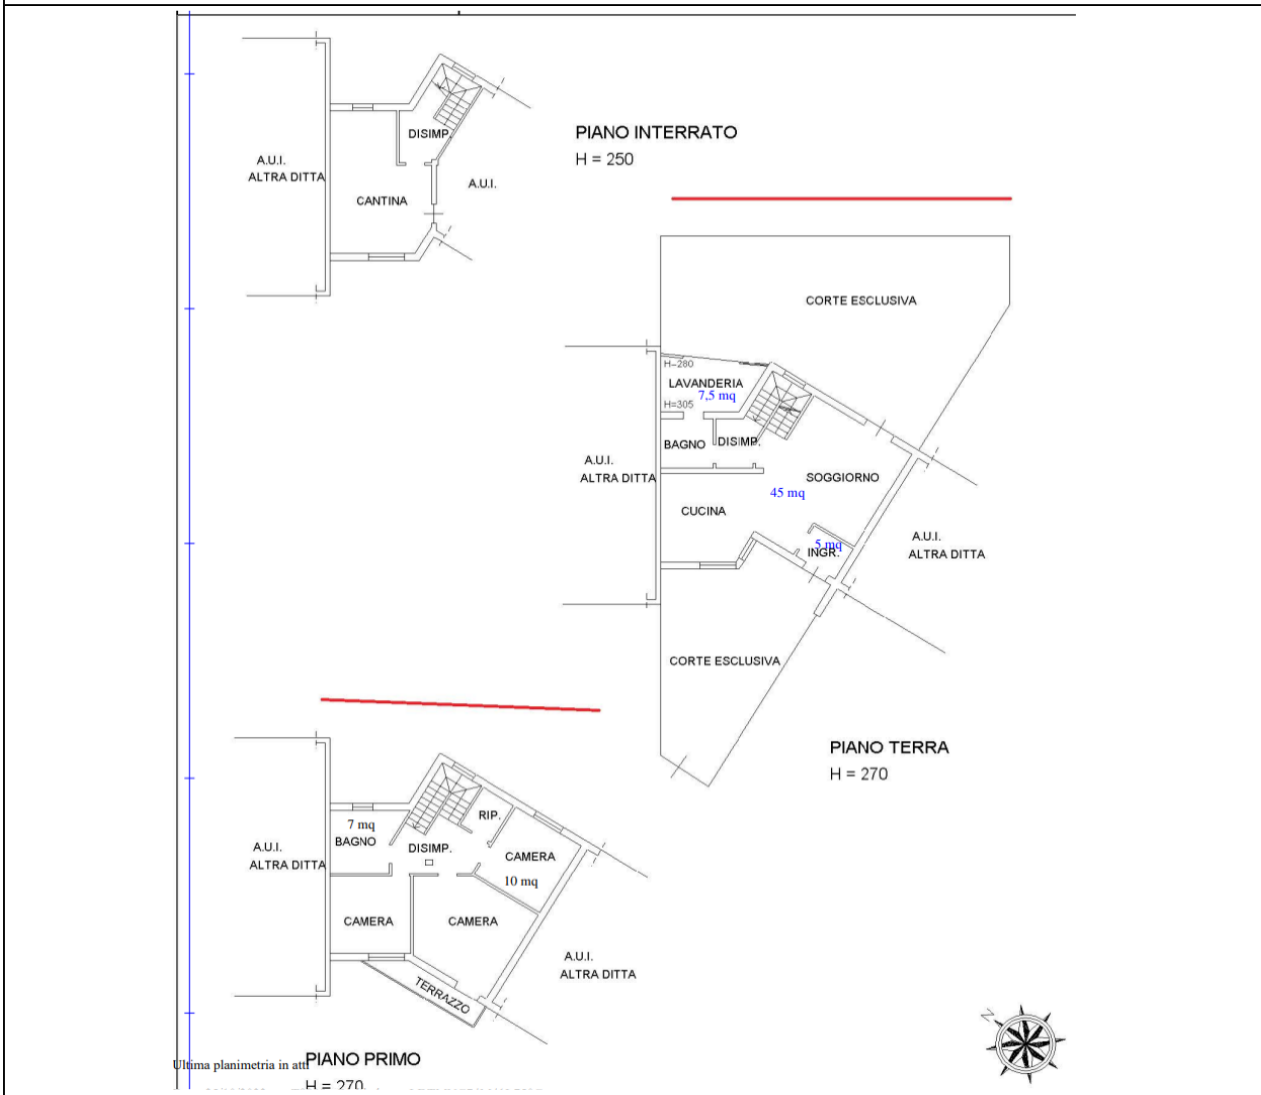 PIANO INTERRATO
H = 250
DISIMP.
A.U.I.
ALTRA DITTA
CANTINA
A.U.I.
CORTE ESCLUSIVA
H=280
LAVANDERIA
7,5 mq
H=305
BAGNO
DISIMP.
A.U.I.
ALTRA DITTA
SOGGIORNO
45 mq
CUCINA
5 mq
INGR.
A.U.I.
ALTRA DITTA
CORTE ESCLUSIVA
PIANO TERRA
H = 270
RIP.
7 mq
BAGNO
DISIMP.
A.U.I.
ALTRA DITTA
CAMERA
10 mq
CAMERA
CAMERA
A.U.I.
ALTRA DITTA
TERRAZZO
N
Ultima planimetria in atti
PIANO PRIMO
H = 270